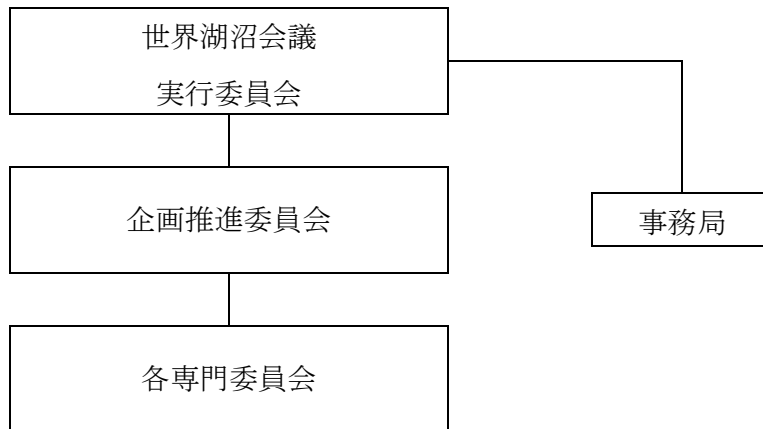 世界湖沼会議
実行委員会
企画推進委員会
事務局
各専門委員会